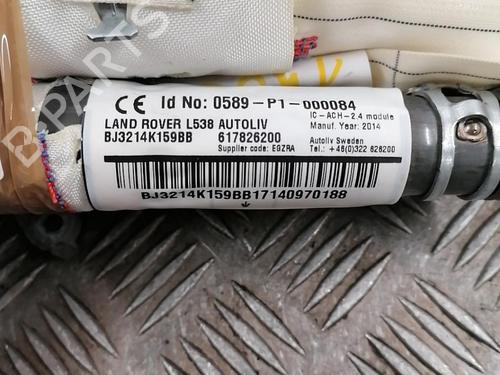 CE Id No: 0589-P1-000084
IC-ACH-2.4 module
LAND ROVER L538 AUTOLIV
Manuf. Year: 2014
BJ3214K159BB 617826200
Supplier code: EGZRA
Autoliv Sweden
Tel.: +46(0)322 626200
BJ3214K159BB17140970188
B-PARTS